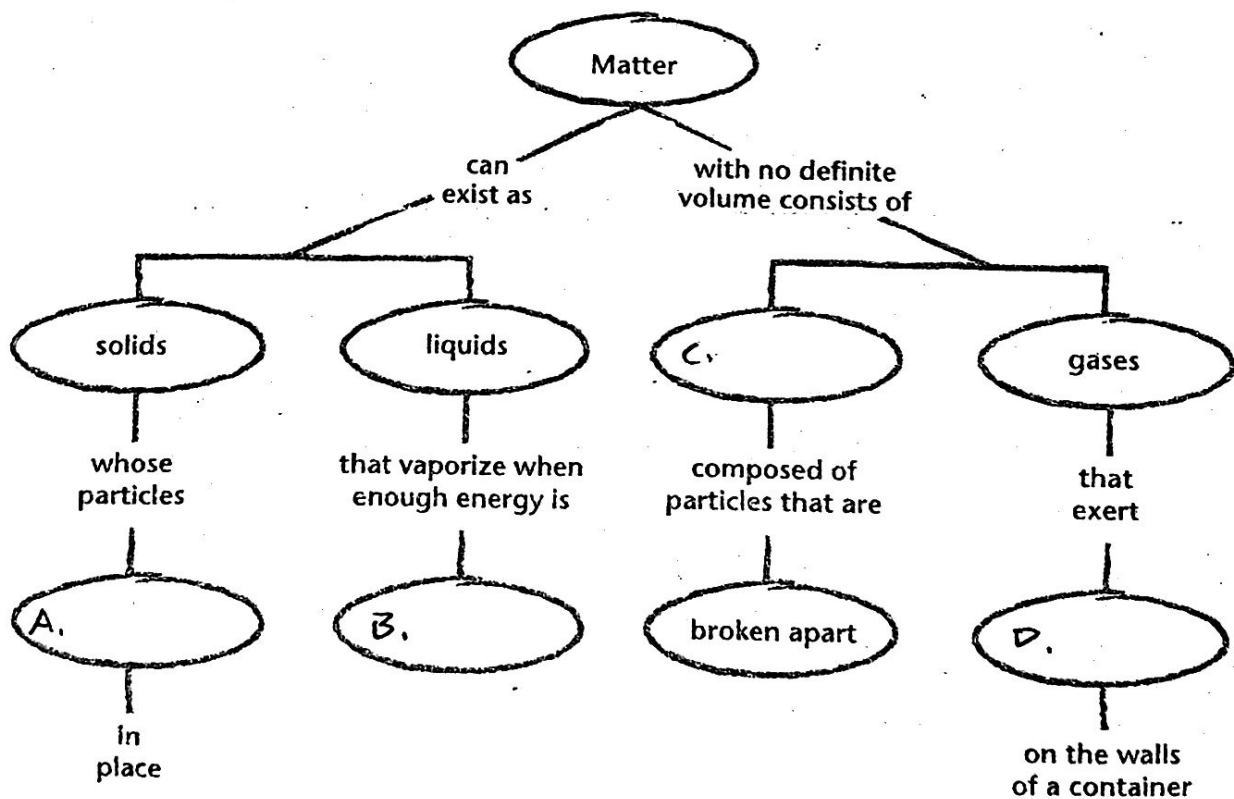 Matter
can
exist as
with no definite
volume consists of
solids
liquids
C.
gases
whose
particles
that vaporize when
enough energy is
composed of
particles that are
that
exert
A.
B.
broken apart
D.
in
place
on the walls
of a container